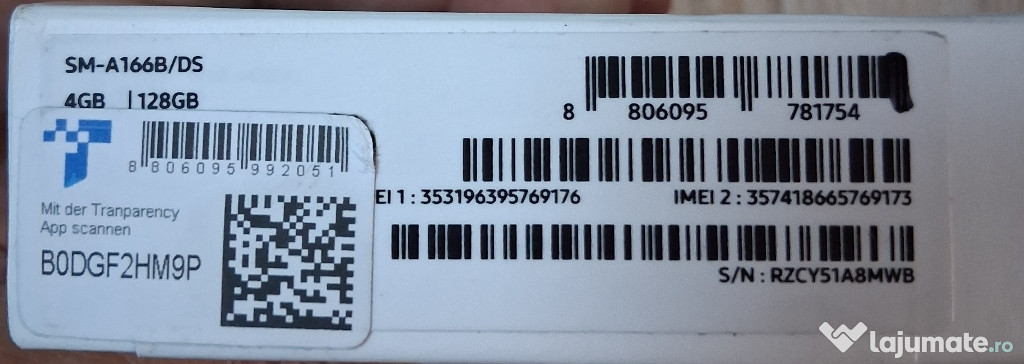 SM-A166B/DS
4GB | 128GB
8 806095 781754
8 806095 992051
EI 1 : 353196395769176
IMEI 2 : 357418665769173
Mit der Tranparency
App scannen
B0DGF2HM9P
S/N : RZCY51A8MWB
lajumate.ro